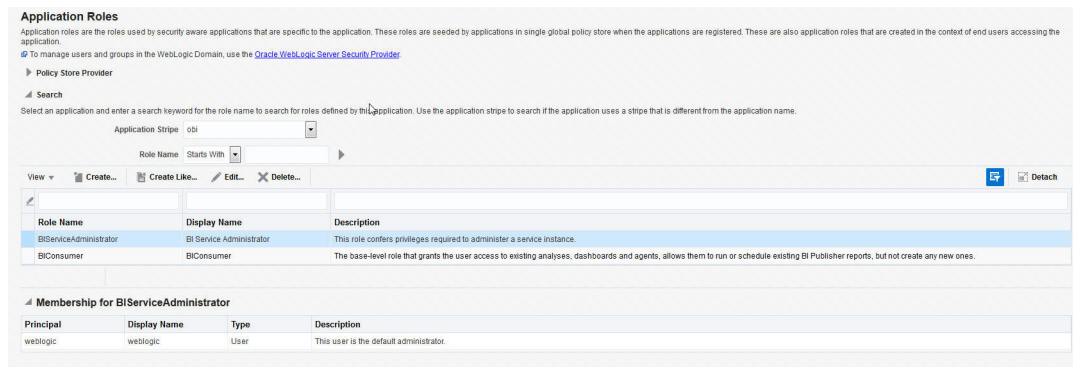 Application Roles
Application roles are the roles used by security aware applications that are specific to the application. These roles are seeded by applications in single global policy store when the applications are registered. These are also application roles that are created in the context of end users accessing the
application.
To manage users and groups in the WebLogic Domain, use the Oracle WebLogic Server Security Provider.
Policy Store Provider
Search
Select an application and enter a search keyword for the role name to search for roles defined by this application. Use the application stripe to search if the application uses a stripe that is different from the application name.
Application Stripe obi
Role Name Starts With
View Create... Create Like... Edit... Delete... Detach
Role Name Display Name Description
BIServiceAdministrator BI Service Administrator This role confers privileges required to administer a service instance.
BIConsumer BIConsumer The base-level role that grants the user access to existing analyses, dashboards and agents, allows them to run or schedule existing BI Publisher reports, but not create any new ones.
Membership for BIServiceAdministrator
Principal Display Name Type Description
weblogic weblogic User This user is the default administrator.